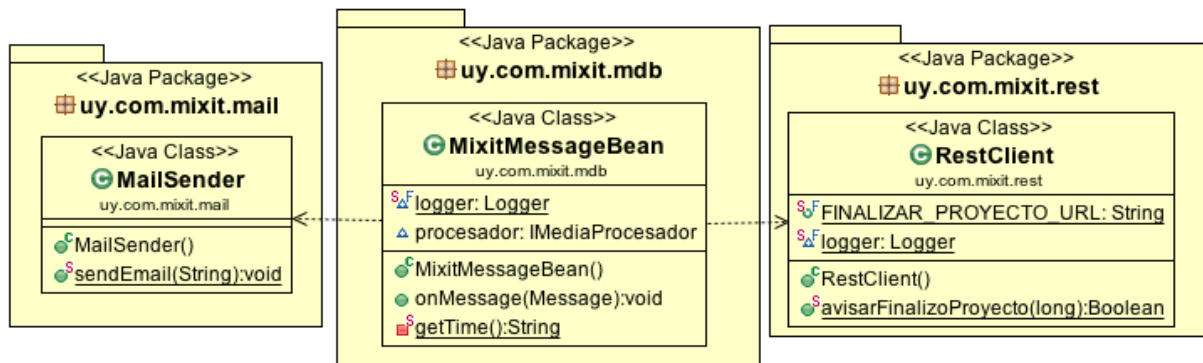 <<Java Package>>
uy.com.mixit.mail
<<Java Class>>
MailSender
uy.com.mixit.mail
MailSender()
sendEmail(String):void
<<Java Package>>
uy.com.mixit.mdb
<<Java Class>>
MixitMessageBean
uy.com.mixit.mdb
logger: Logger
procesador: IMediaProcesador
MixitMessageBean()
onMessage(Message):void
getTime():String
<<Java Package>>
uy.com.mixit.rest
<<Java Class>>
RestClient
uy.com.mixit.rest
FINALIZAR_PROYECTO_URL: String
logger: Logger
RestClient()
avisarFinalizoProyecto(long):Boolean